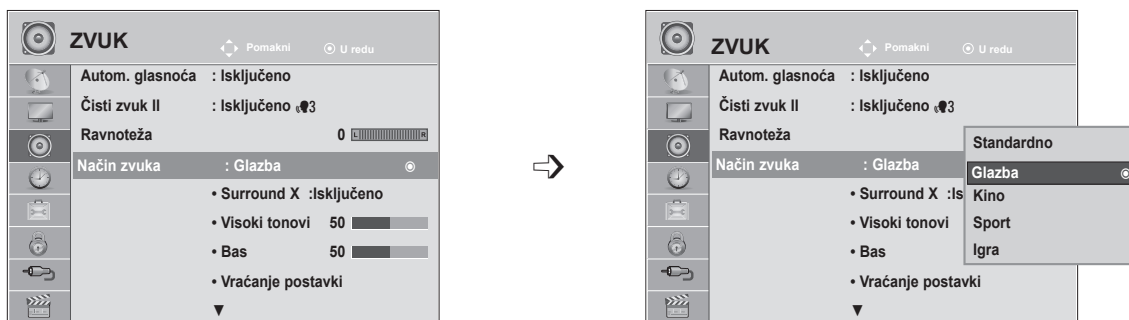 ZVUK Pomakni U redu
Autom. glasnoća : Isključeno
Čisti zvuk II : Isključeno 3
Ravnoteža 0 L R
Način zvuka : Glazba
• Surround X :Isključeno
• Visoki tonovi 50
• Bas 50
• Vraćanje postavki
▼
ZVUK Pomakni U redu
Autom. glasnoća : Isključeno
Čisti zvuk II : Isključeno 3
Ravnoteža
Način zvuka : Glazba
• Surround X :Is
• Visoki tonovi
• Bas
• Vraćanje postavki
▼
Standardno
Glazba
Kino
Sport
Igra